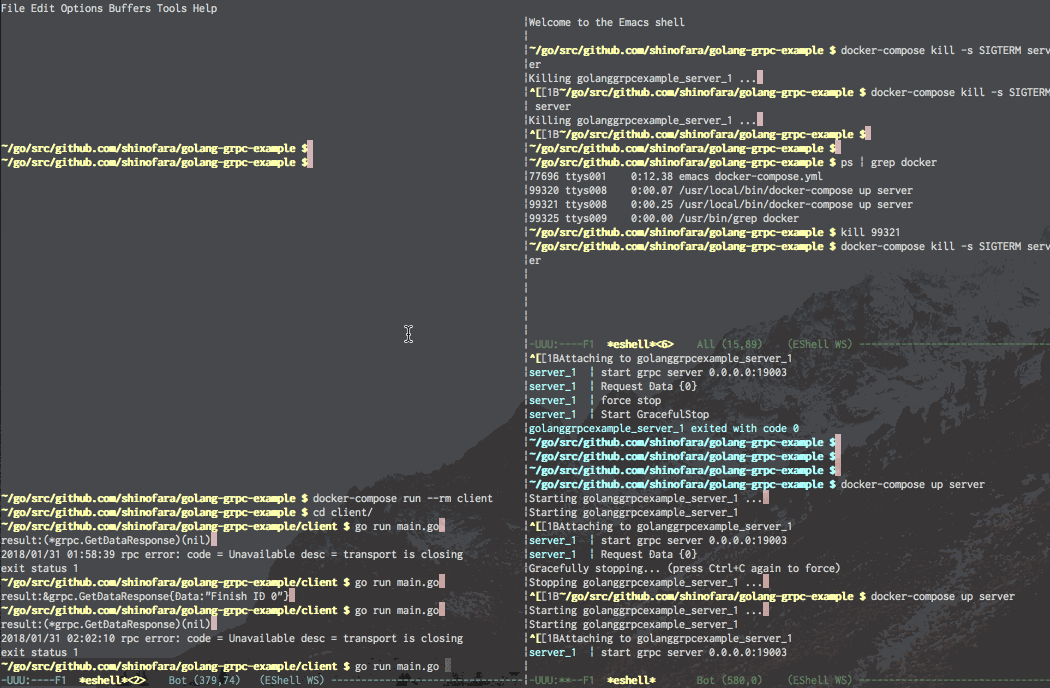 File Edit Options Buffers Tools Help
~/go/src/github.com/shinofara/golang-grpc-example $
~/go/src/github.com/shinofara/golang-grpc-example $
~/go/src/github.com/shinofara/golang-grpc-example $ docker-compose run --rm client
~/go/src/github.com/shinofara/golang-grpc-example $ cd client/
~/go/src/github.com/shinofara/golang-grpc-example/client $ go run main.go
result:(*grpc.GetDataResponse)(nil)
2018/01/31 01:58:39 rpc error: code = Unavailable desc = transport is closing
exit status 1
~/go/src/github.com/shinofara/golang-grpc-example/client $ go run main.go
result:&grpc.GetDataResponse{Data:"Finish ID 0"}
~/go/src/github.com/shinofara/golang-grpc-example/client $ go run main.go
result:(*grpc.GetDataResponse)(nil)
2018/01/31 02:02:10 rpc error: code = Unavailable desc = transport is closing
exit status 1
~/go/src/github.com/shinofara/golang-grpc-example/client $ go run main.go
-UUU:----F1  *eshell*<2>    Bot (379,74)   (EShell WS) --------------------------------
Welcome to the Emacs shell
~/go/src/github.com/shinofara/golang-grpc-example $ docker-compose kill -s SIGTERM serv
er
Killing golanggrpcexample_server_1 ...
^[[1B~/go/src/github.com/shinofara/golang-grpc-example $ docker-compose kill -s SIGTERM
 server
Killing golanggrpcexample_server_1 ...
^[[1B~/go/src/github.com/shinofara/golang-grpc-example $
~/go/src/github.com/shinofara/golang-grpc-example $
~/go/src/github.com/shinofara/golang-grpc-example $ ps | grep docker
77696 ttys001    0:12.38 emacs docker-compose.yml
99320 ttys008    0:00.07 /usr/local/bin/docker-compose up server
99321 ttys008    0:00.25 /usr/local/bin/docker-compose up server
99325 ttys009    0:00.00 /usr/bin/grep docker
~/go/src/github.com/shinofara/golang-grpc-example $ kill 99321
~/go/src/github.com/shinofara/golang-grpc-example $ docker-compose kill -s SIGTERM serv
er
-UUU:----F1  *eshell*<6>    All (15,89)    (EShell WS) --------------------------------
^[[1BAttaching to golanggrpcexample_server_1
server_1  | start grpc server 0.0.0.0:19003
server_1  | Request Data {0}
server_1  | force stop
server_1  | Start GracefulStop
golanggrpcexample_server_1 exited with code 0
~/go/src/github.com/shinofara/golang-grpc-example $
~/go/src/github.com/shinofara/golang-grpc-example $
~/go/src/github.com/shinofara/golang-grpc-example $
~/go/src/github.com/shinofara/golang-grpc-example $ docker-compose up server
Starting golanggrpcexample_server_1 ...
Starting golanggrpcexample_server_1
^[[1BAttaching to golanggrpcexample_server_1
server_1  | start grpc server 0.0.0.0:19003
server_1  | Request Data {0}
Gracefully stopping... (press Ctrl+C again to force)
Stopping golanggrpcexample_server_1 ...
^[[1B~/go/src/github.com/shinofara/golang-grpc-example $ docker-compose up server
Starting golanggrpcexample_server_1 ...
Starting golanggrpcexample_server_1
^[[1BAttaching to golanggrpcexample_server_1
server_1  | start grpc server 0.0.0.0:19003
-UUU:**--F1  *eshell*       Bot (580,0)    (EShell WS) --------------------------------